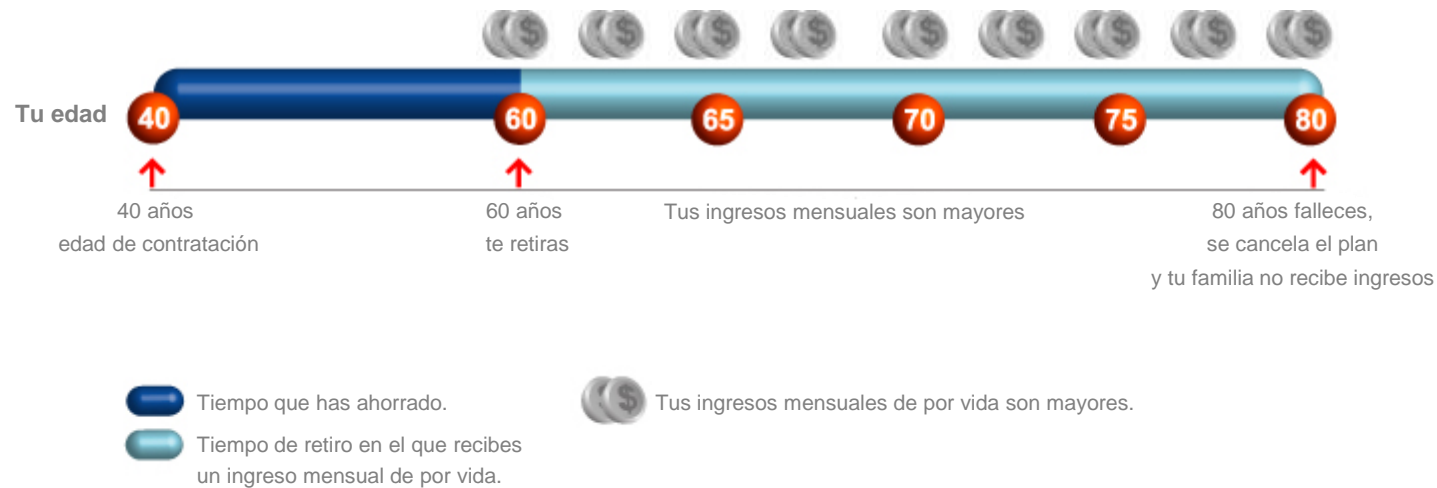 $ $ $ $ $ $ $ $ $
Tu edad
40 60 65 70 75 80
40 años
edad de contratación
60 años
te retiras
Tus ingresos mensuales son mayores
80 años falleces,
se cancela el plan
y tu familia no recibe ingresos
Tiempo que has ahorrado.
$ Tus ingresos mensuales de por vida son mayores.
Tiempo de retiro en el que recibes
un ingreso mensual de por vida.